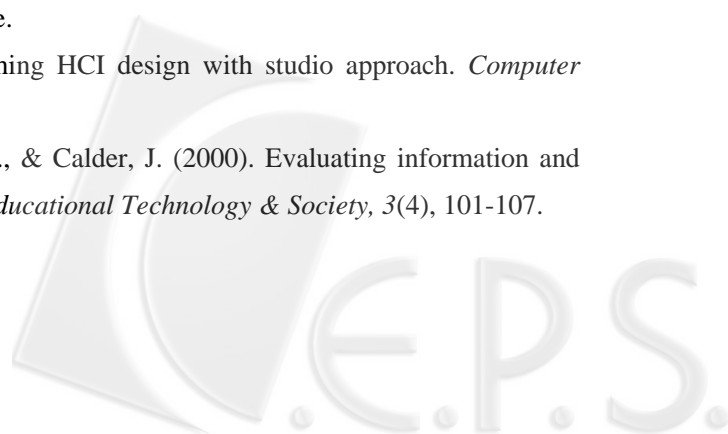 e.
ning HCI design with studio approach. Computer
., & Calder, J. (2000). Evaluating information and
ducational Technology & Society, 3(4), 101-107.
C.E.P.S.